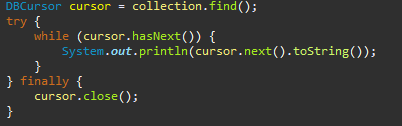 DBCursor cursor = collection.find();
try {
    while (cursor.hasNext()) {
        System.out.println(cursor.next().toString());
    }
} finally {
    cursor.close();
}